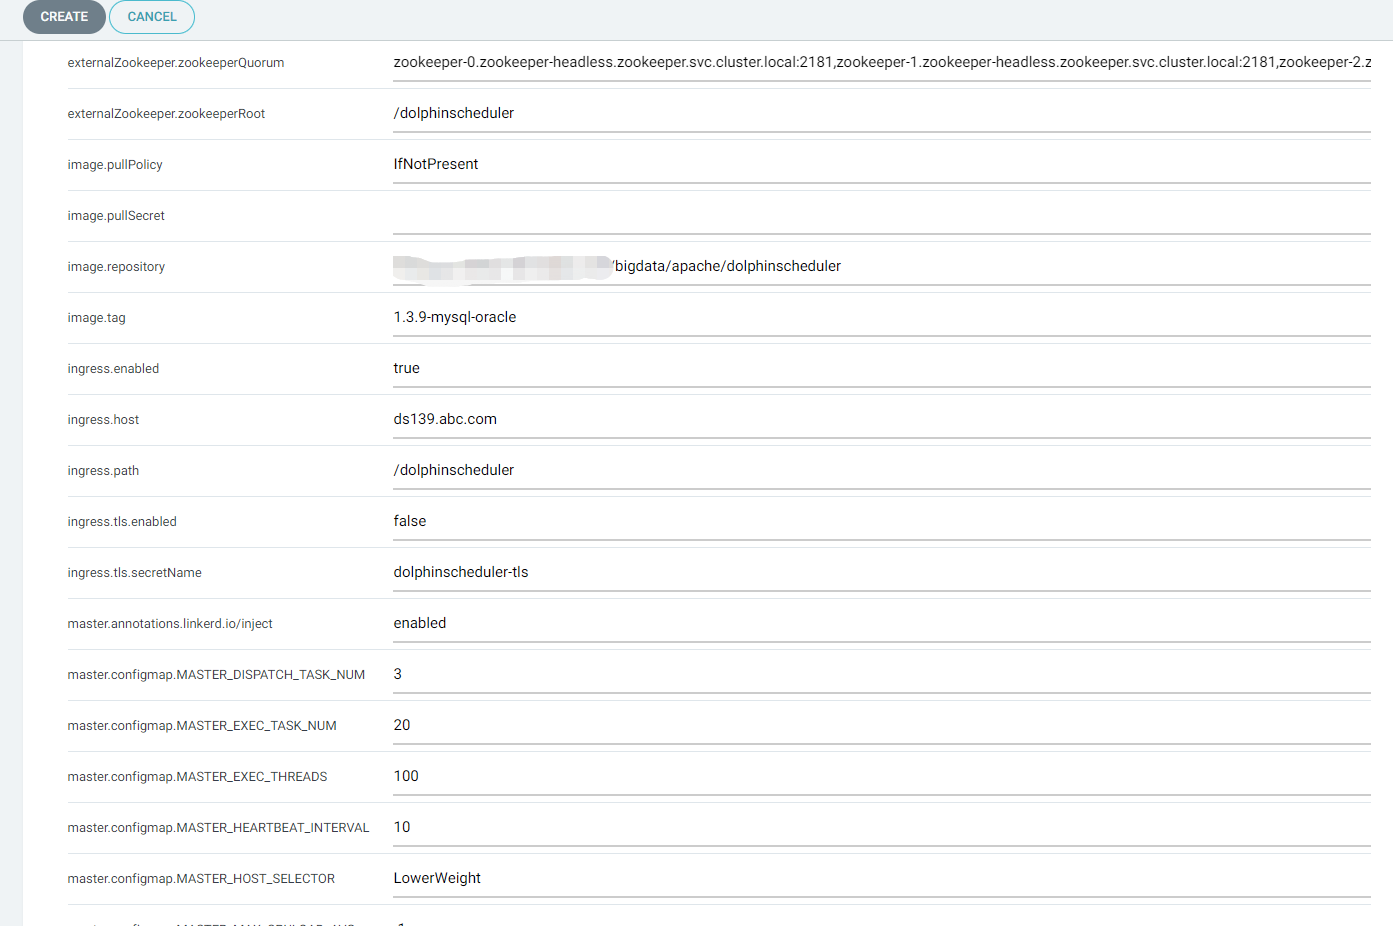 CREATE CANCEL
externalZookeeper.zookeeperQuorum zookeeper-0.zookeeper-headless.zookeeper.svc.cluster.local:2181,zookeeper-1.zookeeper-headless.zookeeper.svc.cluster.local:2181,zookeeper-2.z
externalZookeeper.zookeeperRoot /dolphinscheduler
image.pullPolicy IfNotPresent
image.pullSecret
image.repository /bigdata/apache/dolphinscheduler
image.tag 1.3.9-mysql-oracle
ingress.enabled true
ingress.host ds139.abc.com
ingress.path /dolphinscheduler
ingress.tls.enabled false
ingress.tls.secretName dolphinscheduler-tls
master.annotations.linkerd.io/inject enabled
master.configmap.MASTER_DISPATCH_TASK_NUM 3
master.configmap.MASTER_EXEC_TASK_NUM 20
master.configmap.MASTER_EXEC_THREADS 100
master.configmap.MASTER_HEARTBEAT_INTERVAL 10
master.configmap.MASTER_HOST_SELECTOR LowerWeight